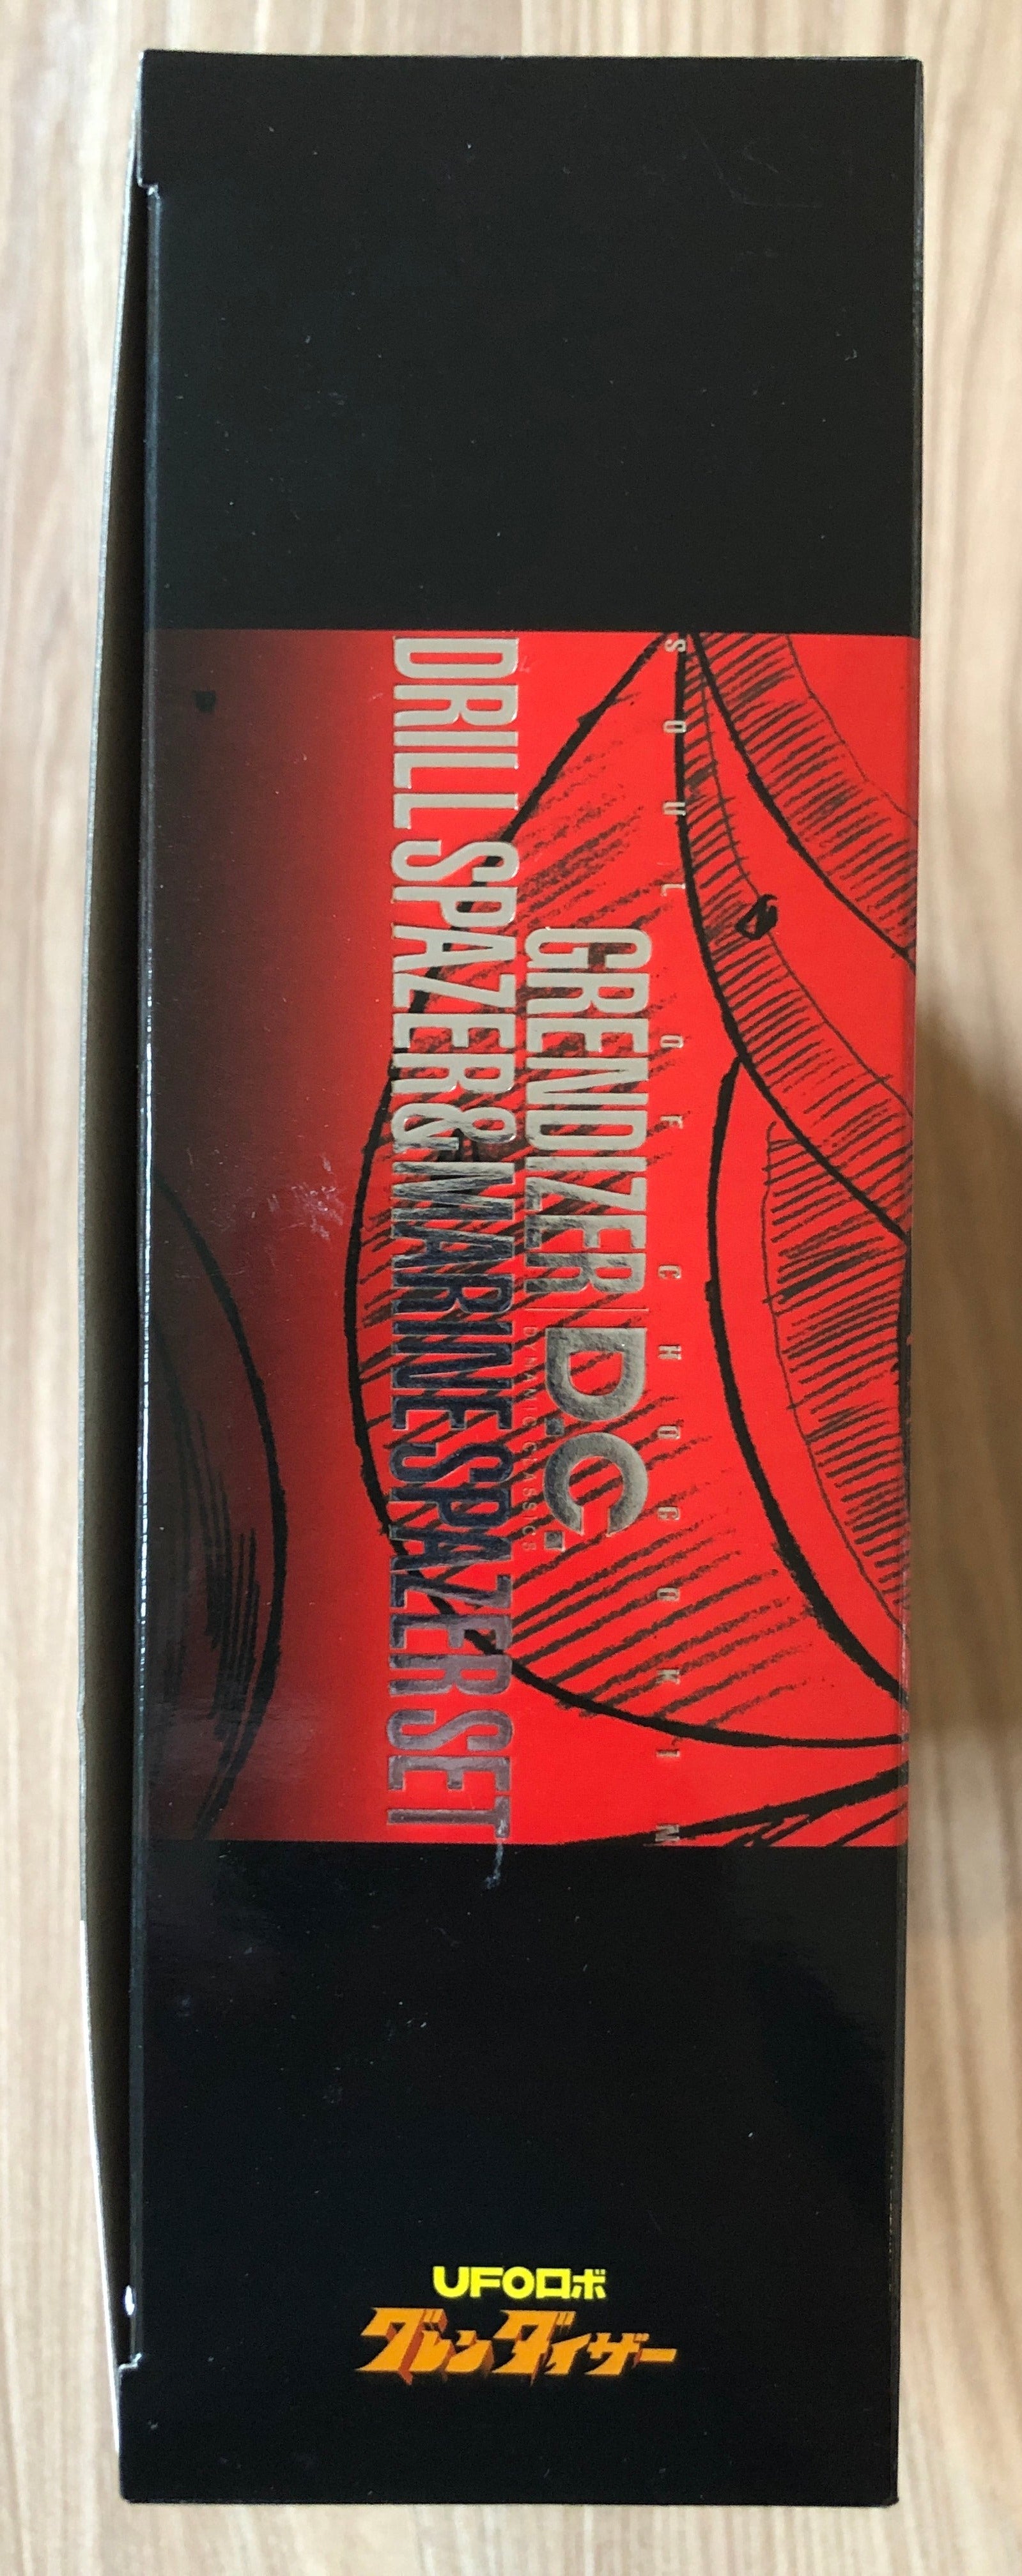 SOUL OF CHOGOKIN
GRENDIZER D.C.
DYNAMIC CLASSICS
DRILL SPAZER & MARINE SPAZER SET
UFOロボ
グレンダイザー